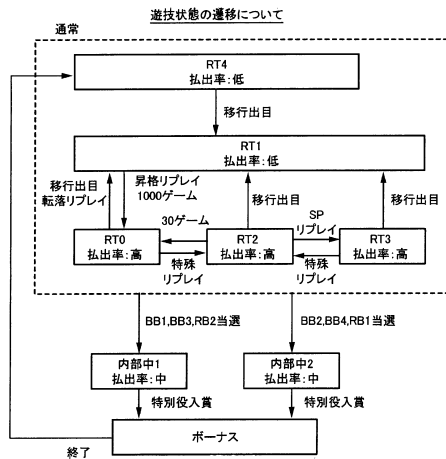 遊技状態の遷移について
通常
RT4
払出率：低
移行出目
RT1
払出率：低
移行出目
転落リプレイ
昇格リプレイ
1000ゲーム
移行出目
移行出目
30ゲーム
SP
リプレイ
RT0
払出率：高
RT2
払出率：高
RT3
払出率：高
特殊
リプレイ
特殊
リプレイ
BB1,BB3,RB2当選
BB2,BB4,RB1当選
内部中1
払出率：中
内部中2
払出率：中
特別役入賞
特別役入賞
ボーナス
終了